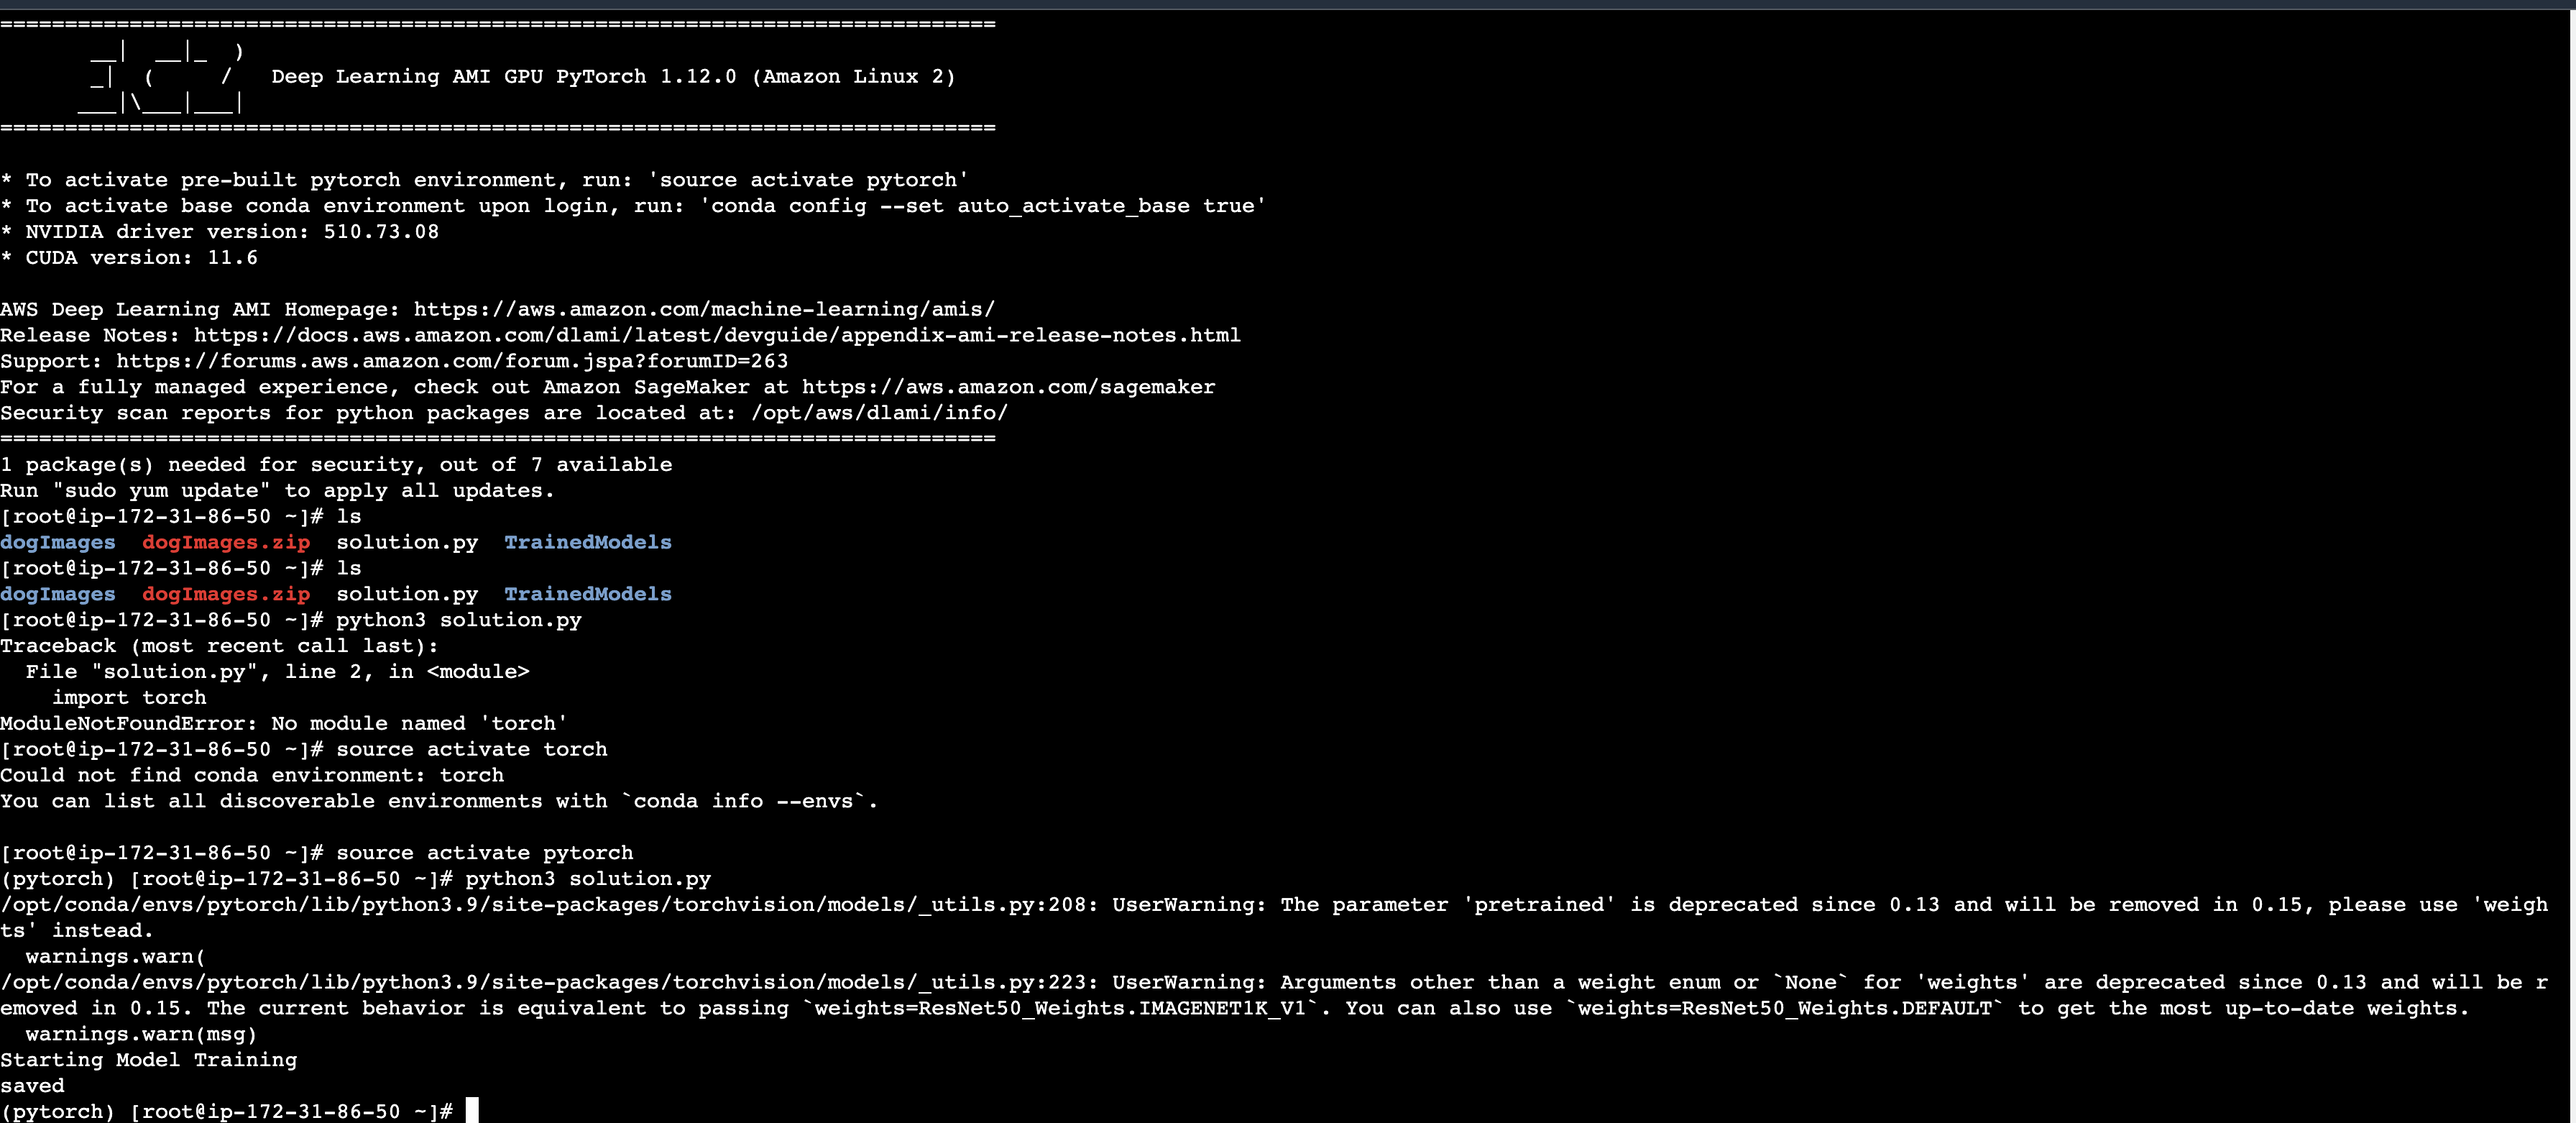 =============================================================================
       __|  __|_  )
       _|  (     /   Deep Learning AMI GPU PyTorch 1.12.0 (Amazon Linux 2)
      ___|\___|___|
=============================================================================
* To activate pre-built pytorch environment, run: 'source activate pytorch'
* To activate base conda environment upon login, run: 'conda config --set auto_activate_base true'
* NVIDIA driver version: 510.73.08
* CUDA version: 11.6
AWS Deep Learning AMI Homepage: https://aws.amazon.com/machine-learning/amis/
Release Notes: https://docs.aws.amazon.com/dlami/latest/devguide/appendix-ami-release-notes.html
Support: https://forums.aws.amazon.com/forum.jspa?forumID=263
For a fully managed experience, check out Amazon SageMaker at https://aws.amazon.com/sagemaker
Security scan reports for python packages are located at: /opt/aws/dlami/info/
=============================================================================
1 package(s) needed for security, out of 7 available
Run "sudo yum update" to apply all updates.
[root@ip-172-31-86-50 ~]# ls
dogImages  dogImages.zip  solution.py  TrainedModels
[root@ip-172-31-86-50 ~]# ls
dogImages  dogImages.zip  solution.py  TrainedModels
[root@ip-172-31-86-50 ~]# python3 solution.py
Traceback (most recent call last):
  File "solution.py", line 2, in <module>
    import torch
ModuleNotFoundError: No module named 'torch'
[root@ip-172-31-86-50 ~]# source activate torch
Could not find conda environment: torch
You can list all discoverable environments with `conda info --envs`.
[root@ip-172-31-86-50 ~]# source activate pytorch
(pytorch) [root@ip-172-31-86-50 ~]# python3 solution.py
/opt/conda/envs/pytorch/lib/python3.9/site-packages/torchvision/models/_utils.py:208: UserWarning: The parameter 'pretrained' is deprecated since 0.13 and will be removed in 0.15, please use 'weigh
ts' instead.
  warnings.warn(
/opt/conda/envs/pytorch/lib/python3.9/site-packages/torchvision/models/_utils.py:223: UserWarning: Arguments other than a weight enum or `None` for 'weights' are deprecated since 0.13 and will be r
emoved in 0.15. The current behavior is equivalent to passing `weights=ResNet50_Weights.IMAGENET1K_V1`. You can also use `weights=ResNet50_Weights.DEFAULT` to get the most up-to-date weights.
  warnings.warn(msg)
Starting Model Training
saved
(pytorch) [root@ip-172-31-86-50 ~]#